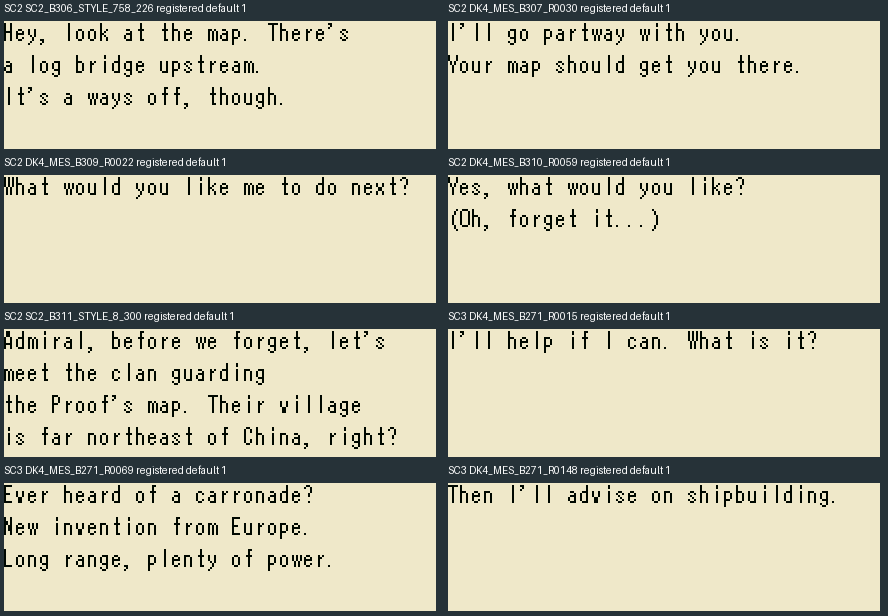 SC2 SC2_B306_STYLE_758_226 registered default 1
Hey, look at the map. There's
a log bridge upstream.
It's a ways off, though.
SC2 DK4_MES_B307_R0030 registered default 1
I'll go partway with you.
Your map should get you there.
SC2 DK4_MES_B309_R0022 registered default 1
What would you like me to do next?
SC2 DK4_MES_B310_R0059 registered default 1
Yes, what would you like?
(Oh, forget it...)
SC2 SC2_B311_STYLE_8_300 registered default 1
Admiral, before we forget, let's
meet the clan guarding
the Proof's map. Their village
is far northeast of China, right?
SC3 DK4_MES_B271_R0015 registered default 1
I'll help if I can. What is it?
SC3 DK4_MES_B271_R0069 registered default 1
Ever heard of a carronade?
New invention from Europe.
Long range, plenty of power.
SC3 DK4_MES_B271_R0148 registered default 1
Then I'll advise on shipbuilding.